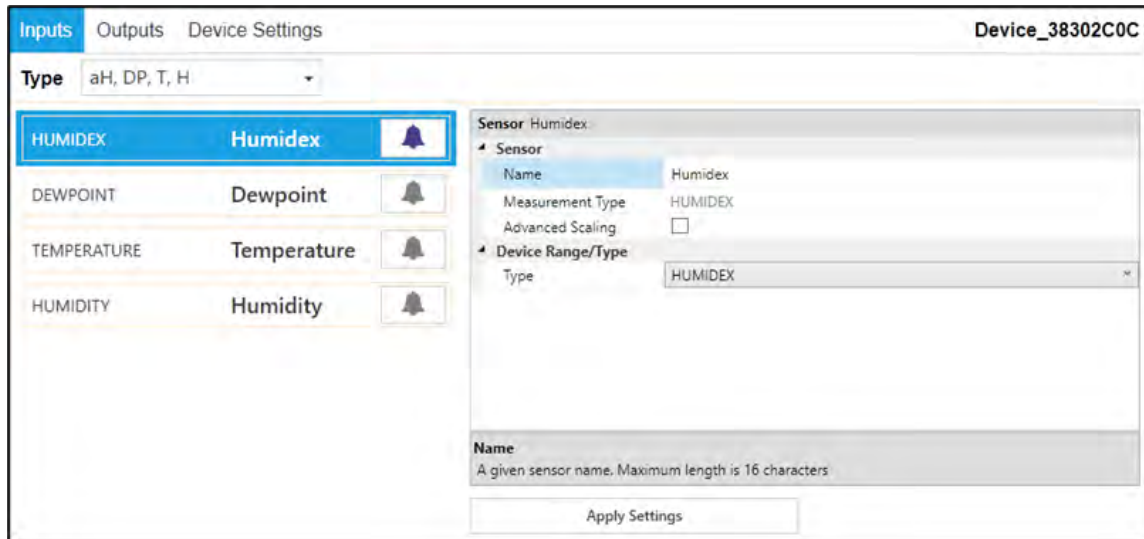 Inputs Outputs Device Settings Device_38302C0C
Type aH, DP, T, H
HUMIDEX Humidex
DEWPOINT Dewpoint
TEMPERATURE Temperature
HUMIDITY Humidity
Sensor Humidex
Sensor
Name Humidex
Measurement Type HUMIDEX
Advanced Scaling
Device Range/Type
Type HUMIDEX
Name
A given sensor name. Maximum length is 16 characters
Apply Settings